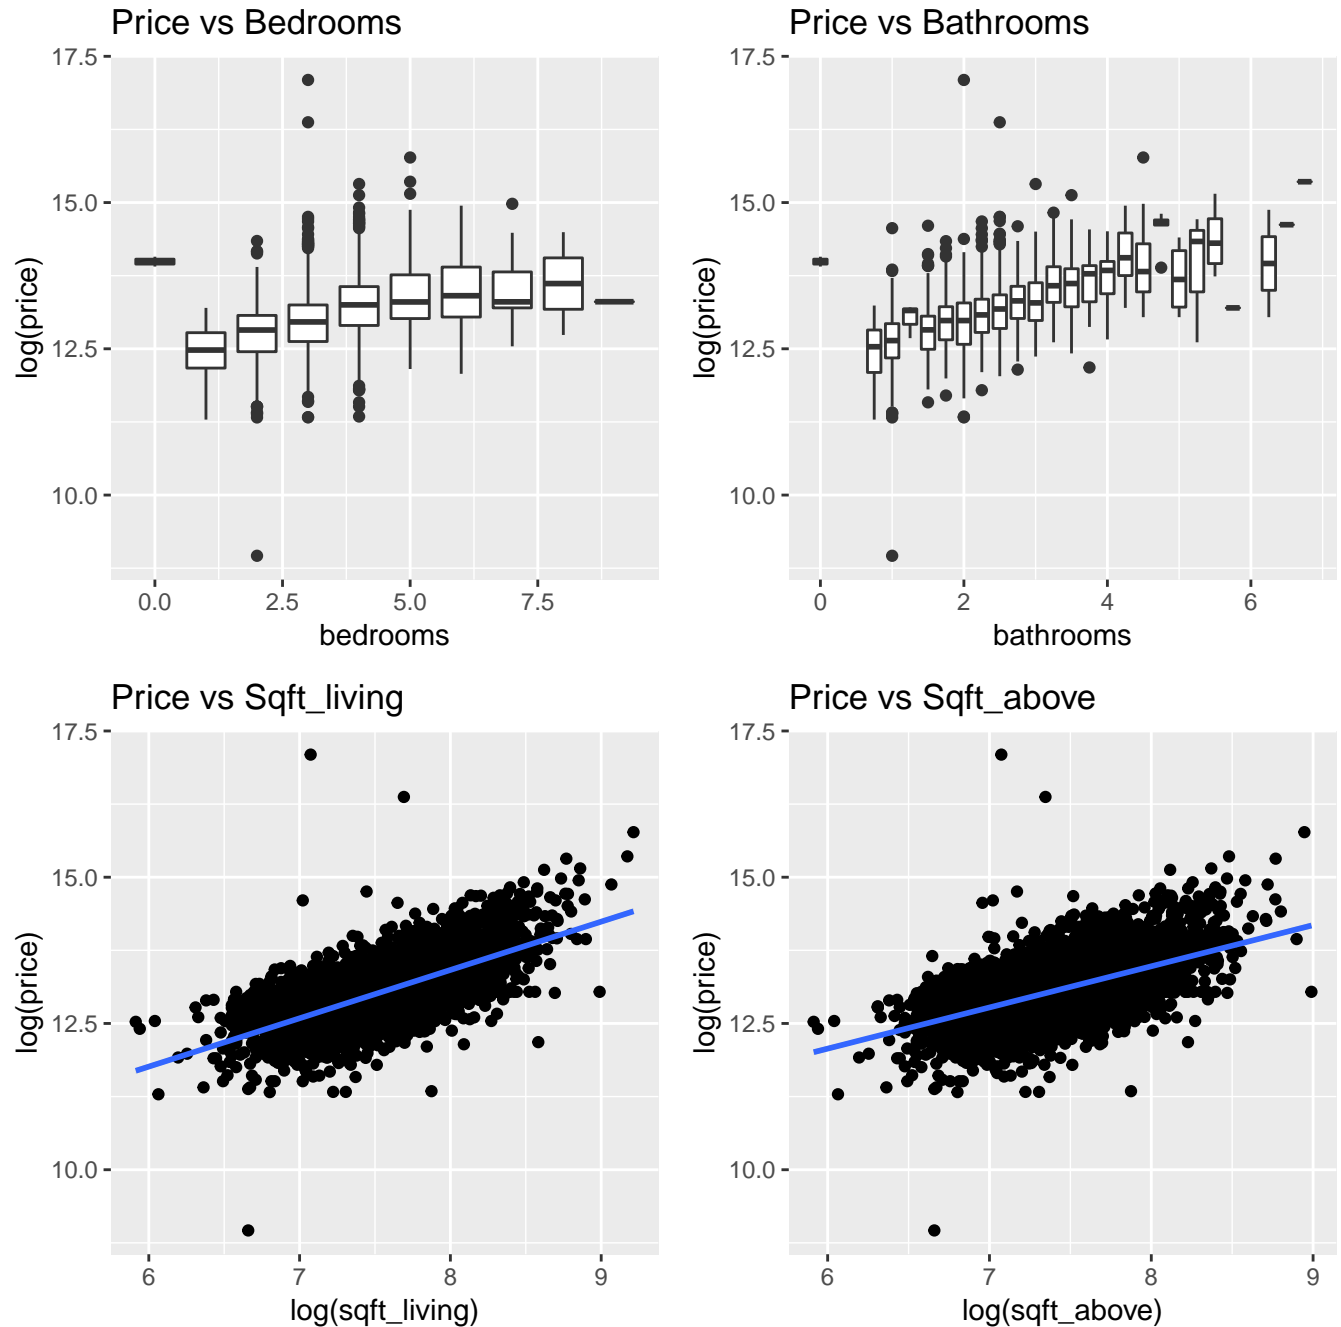 Price vs Bedrooms
17.5
15.0
12.5
10.0
log(price)
0.0 2.5 5.0 7.5
bedrooms
Price vs Bathrooms
17.5
15.0
12.5
10.0
log(price)
0 2 4 6
bathrooms
Price vs Sqft_living
17.5
15.0
12.5
10.0
log(price)
6 7 8 9
log(sqft_living)
Price vs Sqft_above
17.5
15.0
12.5
10.0
log(price)
6 7 8 9
log(sqft_above)